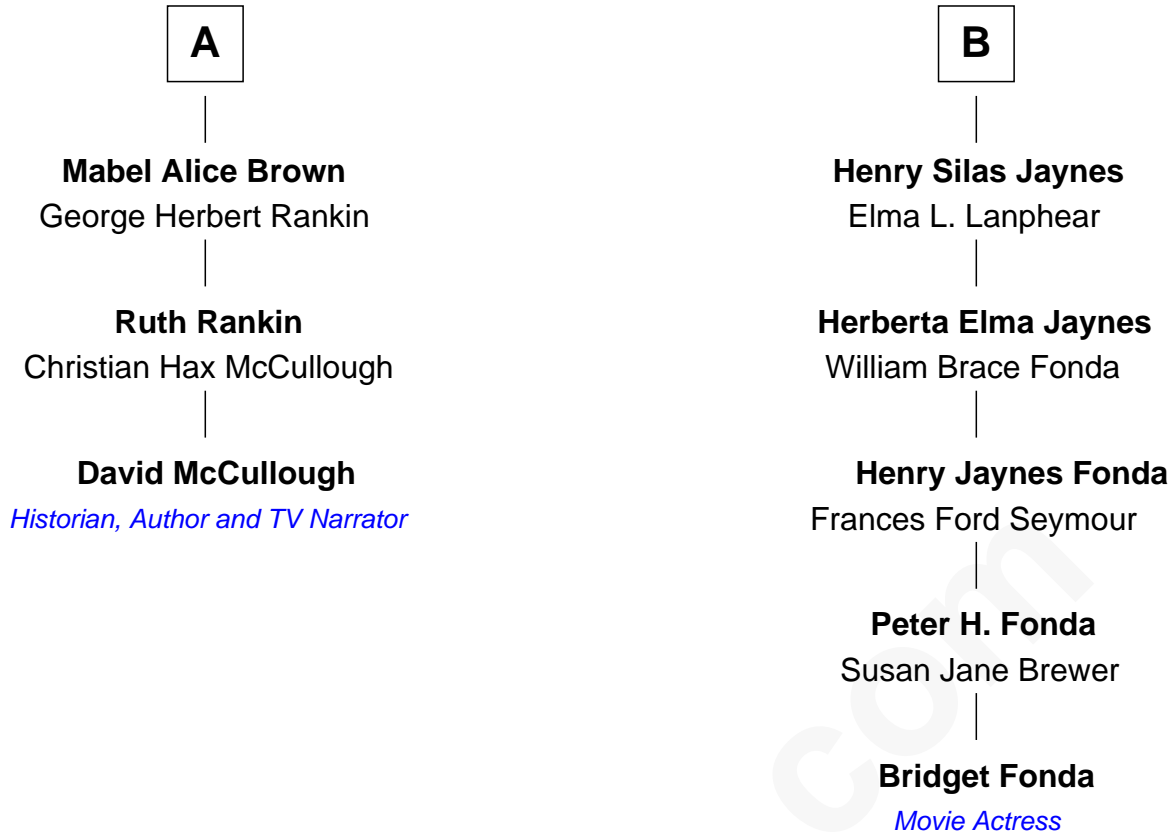 A
Mabel Alice Brown
George Herbert Rankin
Ruth Rankin
Christian Hax McCullough
David McCullough
Historian, Author and TV Narrator
B
Henry Silas Jaynes
Elma L. Lanphear
Herberta Elma Jaynes
William Brace Fonda
Henry Jaynes Fonda
Frances Ford Seymour
Peter H. Fonda
Susan Jane Brewer
Bridget Fonda
Movie Actress
com